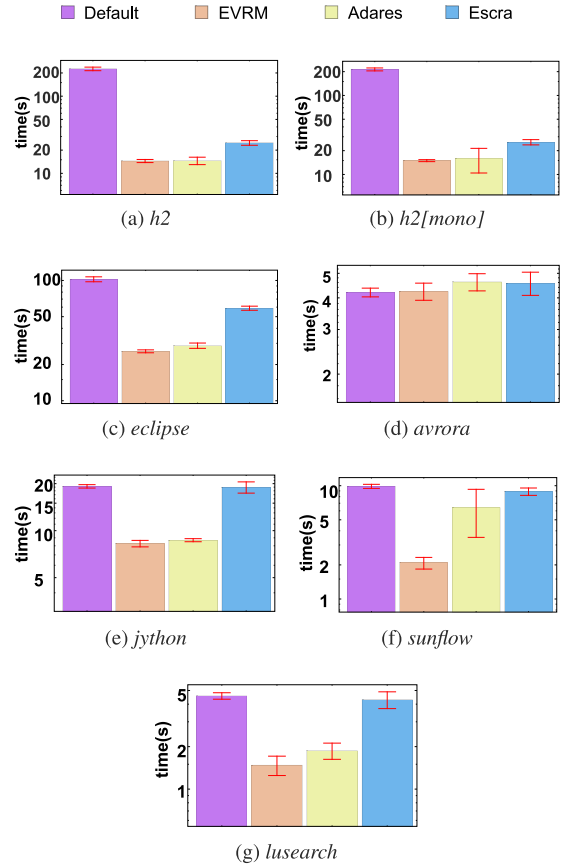 Default EVRM Adares Escra
time(s)
200
100
20
10
(a) h2
time(s)
200
100
20
10
(b) h2[mono]
time(s)
100
50
20
10
(c) eclipse
time(s)
5
4
3
2
(d) avrora
time(s)
20
15
10
5
(e) jython
time(s)
10
5
2
1
(f) sunflow
time(s)
5
2
1
(g) lusearch